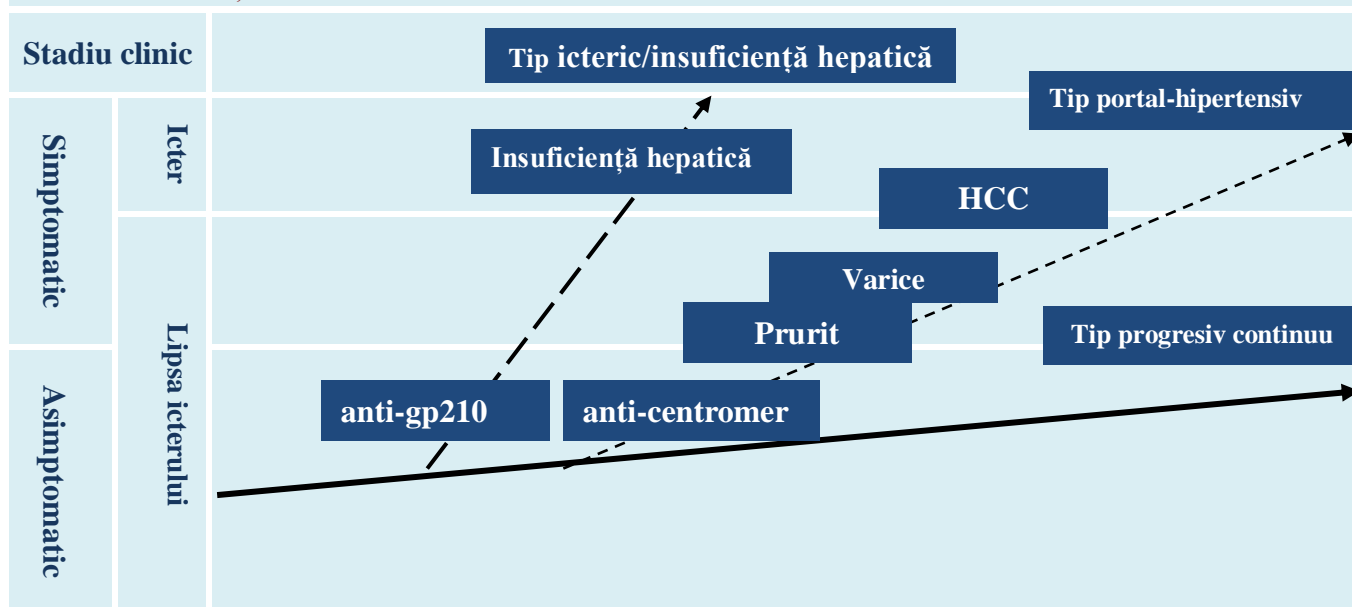 Stadiu clinic
Tip icteric/insuficiență hepatică
Tip portal-hipertensiv
Simptomatic
Icter
Insuficiență hepatică
HCC
Varice
Prurit
Tip progresiv continuu
Lipsa icterului
Asimptomatic
anti-gp210
anti-centromer